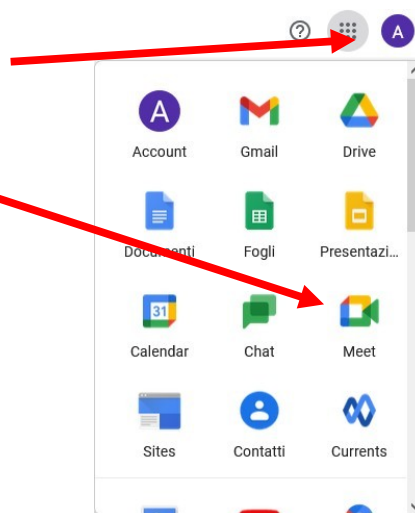 A
A
Account Gmail Drive
Documenti Fogli Presentazi...
31
Calendar Chat Meet
Sites Contatti Currents